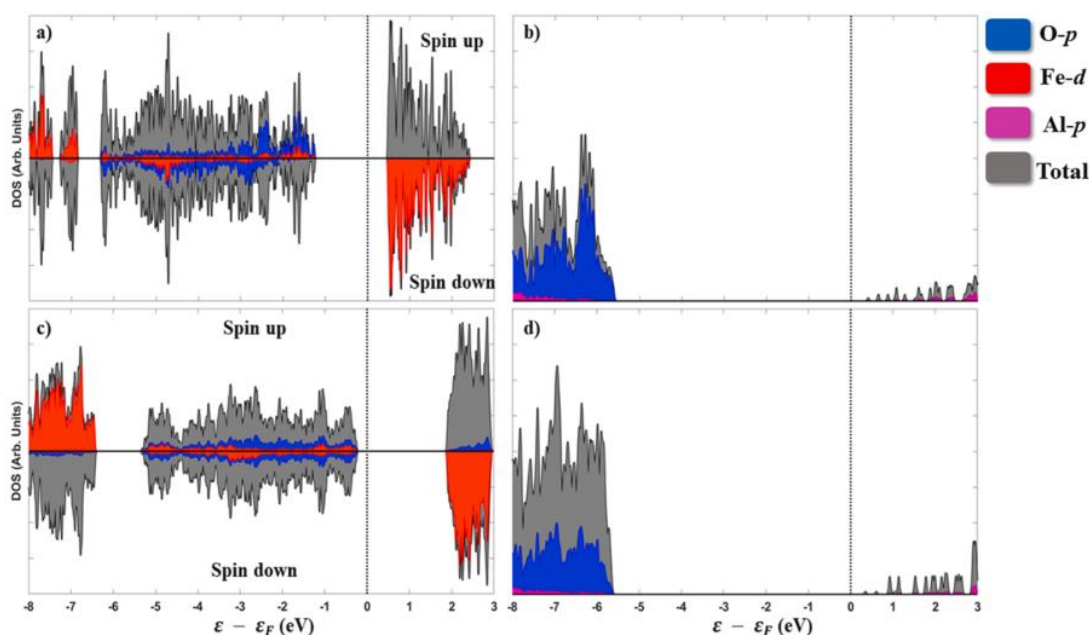 a)
Spin up
b)
O-p
Fe-d
Al-p
Total
DOS (Arb. Units)
Spin down
c)
Spin up
d)
DOS (Arb. Units)
Spin down
-8 -7 -6 -5 -4 -3 -2 -1 0 1 2 3
-8 -7 -6 -5 -4 -3 -2 -1 0 1 2 3
ε − εF (eV)
ε − εF (eV)